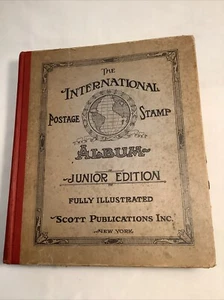 The
International
Postage Stamp
Album
Junior Edition
Fully Illustrated
Scott Publications Inc.
New York